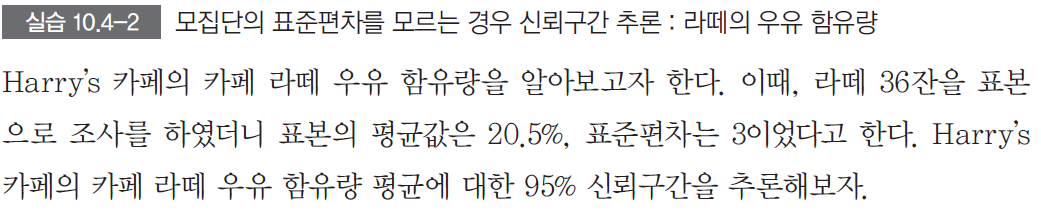 실습 10.4-2 모집단의 표준편차를 모르는 경우 신뢰구간 추론 : 라떼의 우유 함유량
Harry's 카페의 카페 라떼 우유 함유량을 알아보고자 한다. 이때, 라떼 36잔을 표본
으로 조사를 하였더니 표본의 평균값은 20.5%, 표준편차는 3이었다고 한다. Harry's
카페의 카페 라떼 우유 함유량 평균에 대한 95% 신뢰구간을 추론해보자.